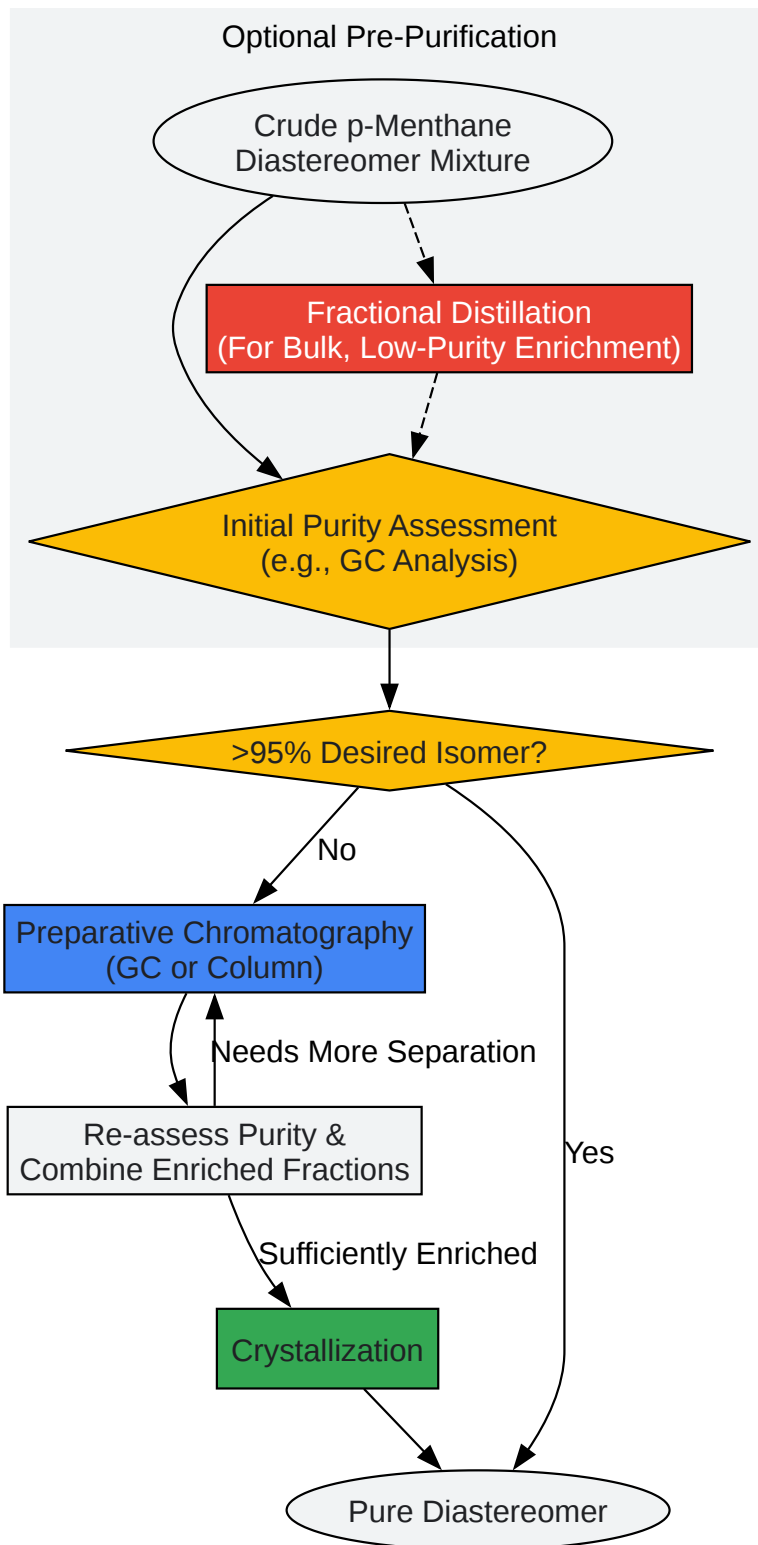 Optional Pre-Purification
Crude p-Menthane
Diastereomer Mixture
Fractional Distillation
(For Bulk, Low-Purity Enrichment)
Initial Purity Assessment
(e.g., GC Analysis)
>95% Desired Isomer?
No
Preparative Chromatography
(GC or Column)
Needs More Separation
Re-assess Purity &
Combine Enriched Fractions
Yes
Sufficiently Enriched
Crystallization
Pure Diastereomer